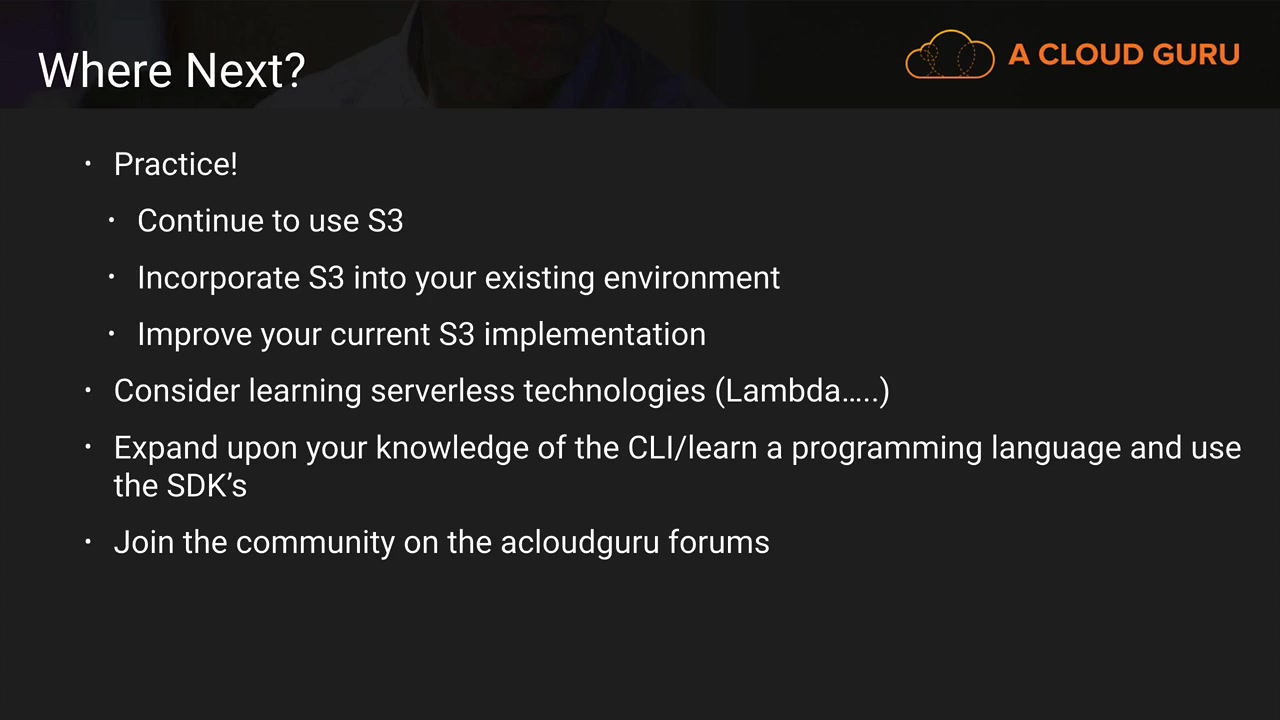 Where Next?
A CLOUD GURU
· Practice!
· Continue to use S3
· Incorporate S3 into your existing environment
· Improve your current S3 implementation
· Consider learning serverless technologies (Lambda…..)
· Expand upon your knowledge of the CLI/learn a programming language and use
the SDK’s
· Join the community on the acloudguru forums